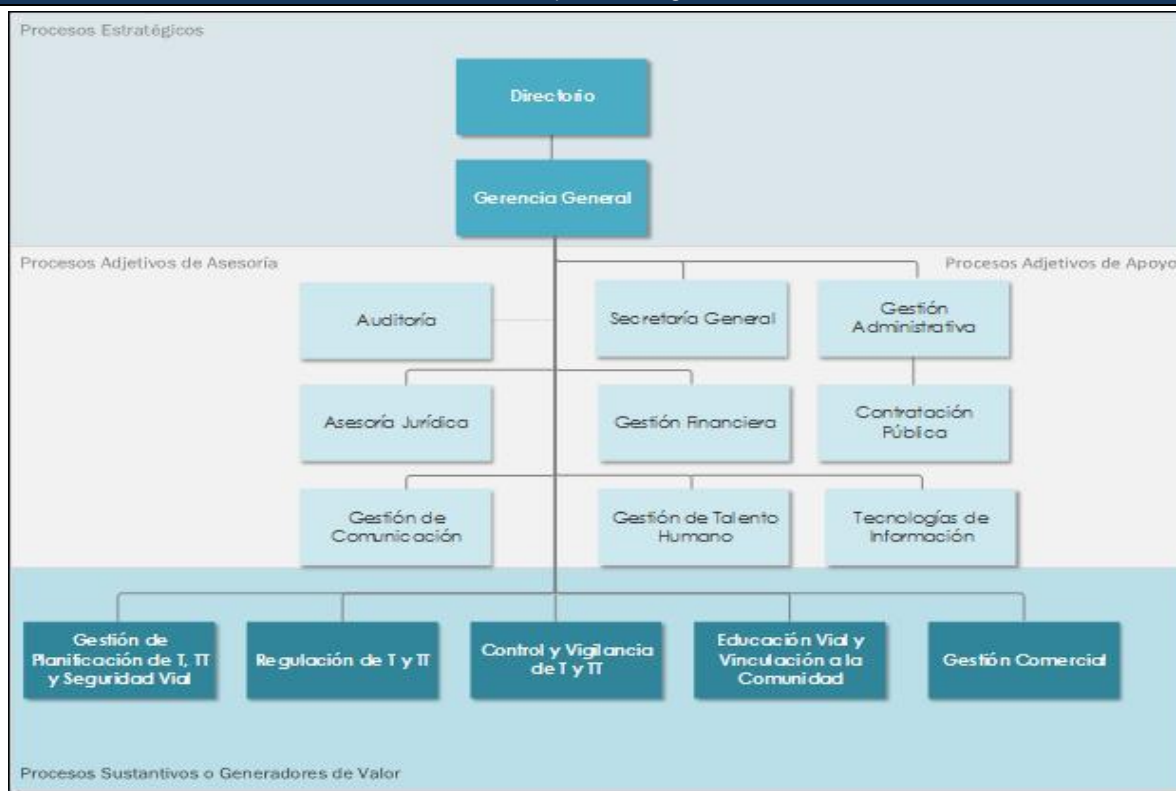 Procesos Estratégicos
Directorio
Gerencia General
Procesos Adjetivos de Asesoría
Procesos Adjetivos de Apoyo
Auditoría
Secretaría General
Gestión
Administrativa
Asesoría Jurídica
Gestión Financiera
Contratación
Pública
Gestión de
Comunicación
Gestión de Talento
Humano
Tecnologías de
Información
Gestión de
Planificación de T, TT
y Seguridad Vial
Regulación de T y TT
Control y Vigilancia
de T y TT
Educación Vial y
Vinculación a la
Comunidad
Gestión Comercial
Procesos Sustantivos o Generadores de Valor